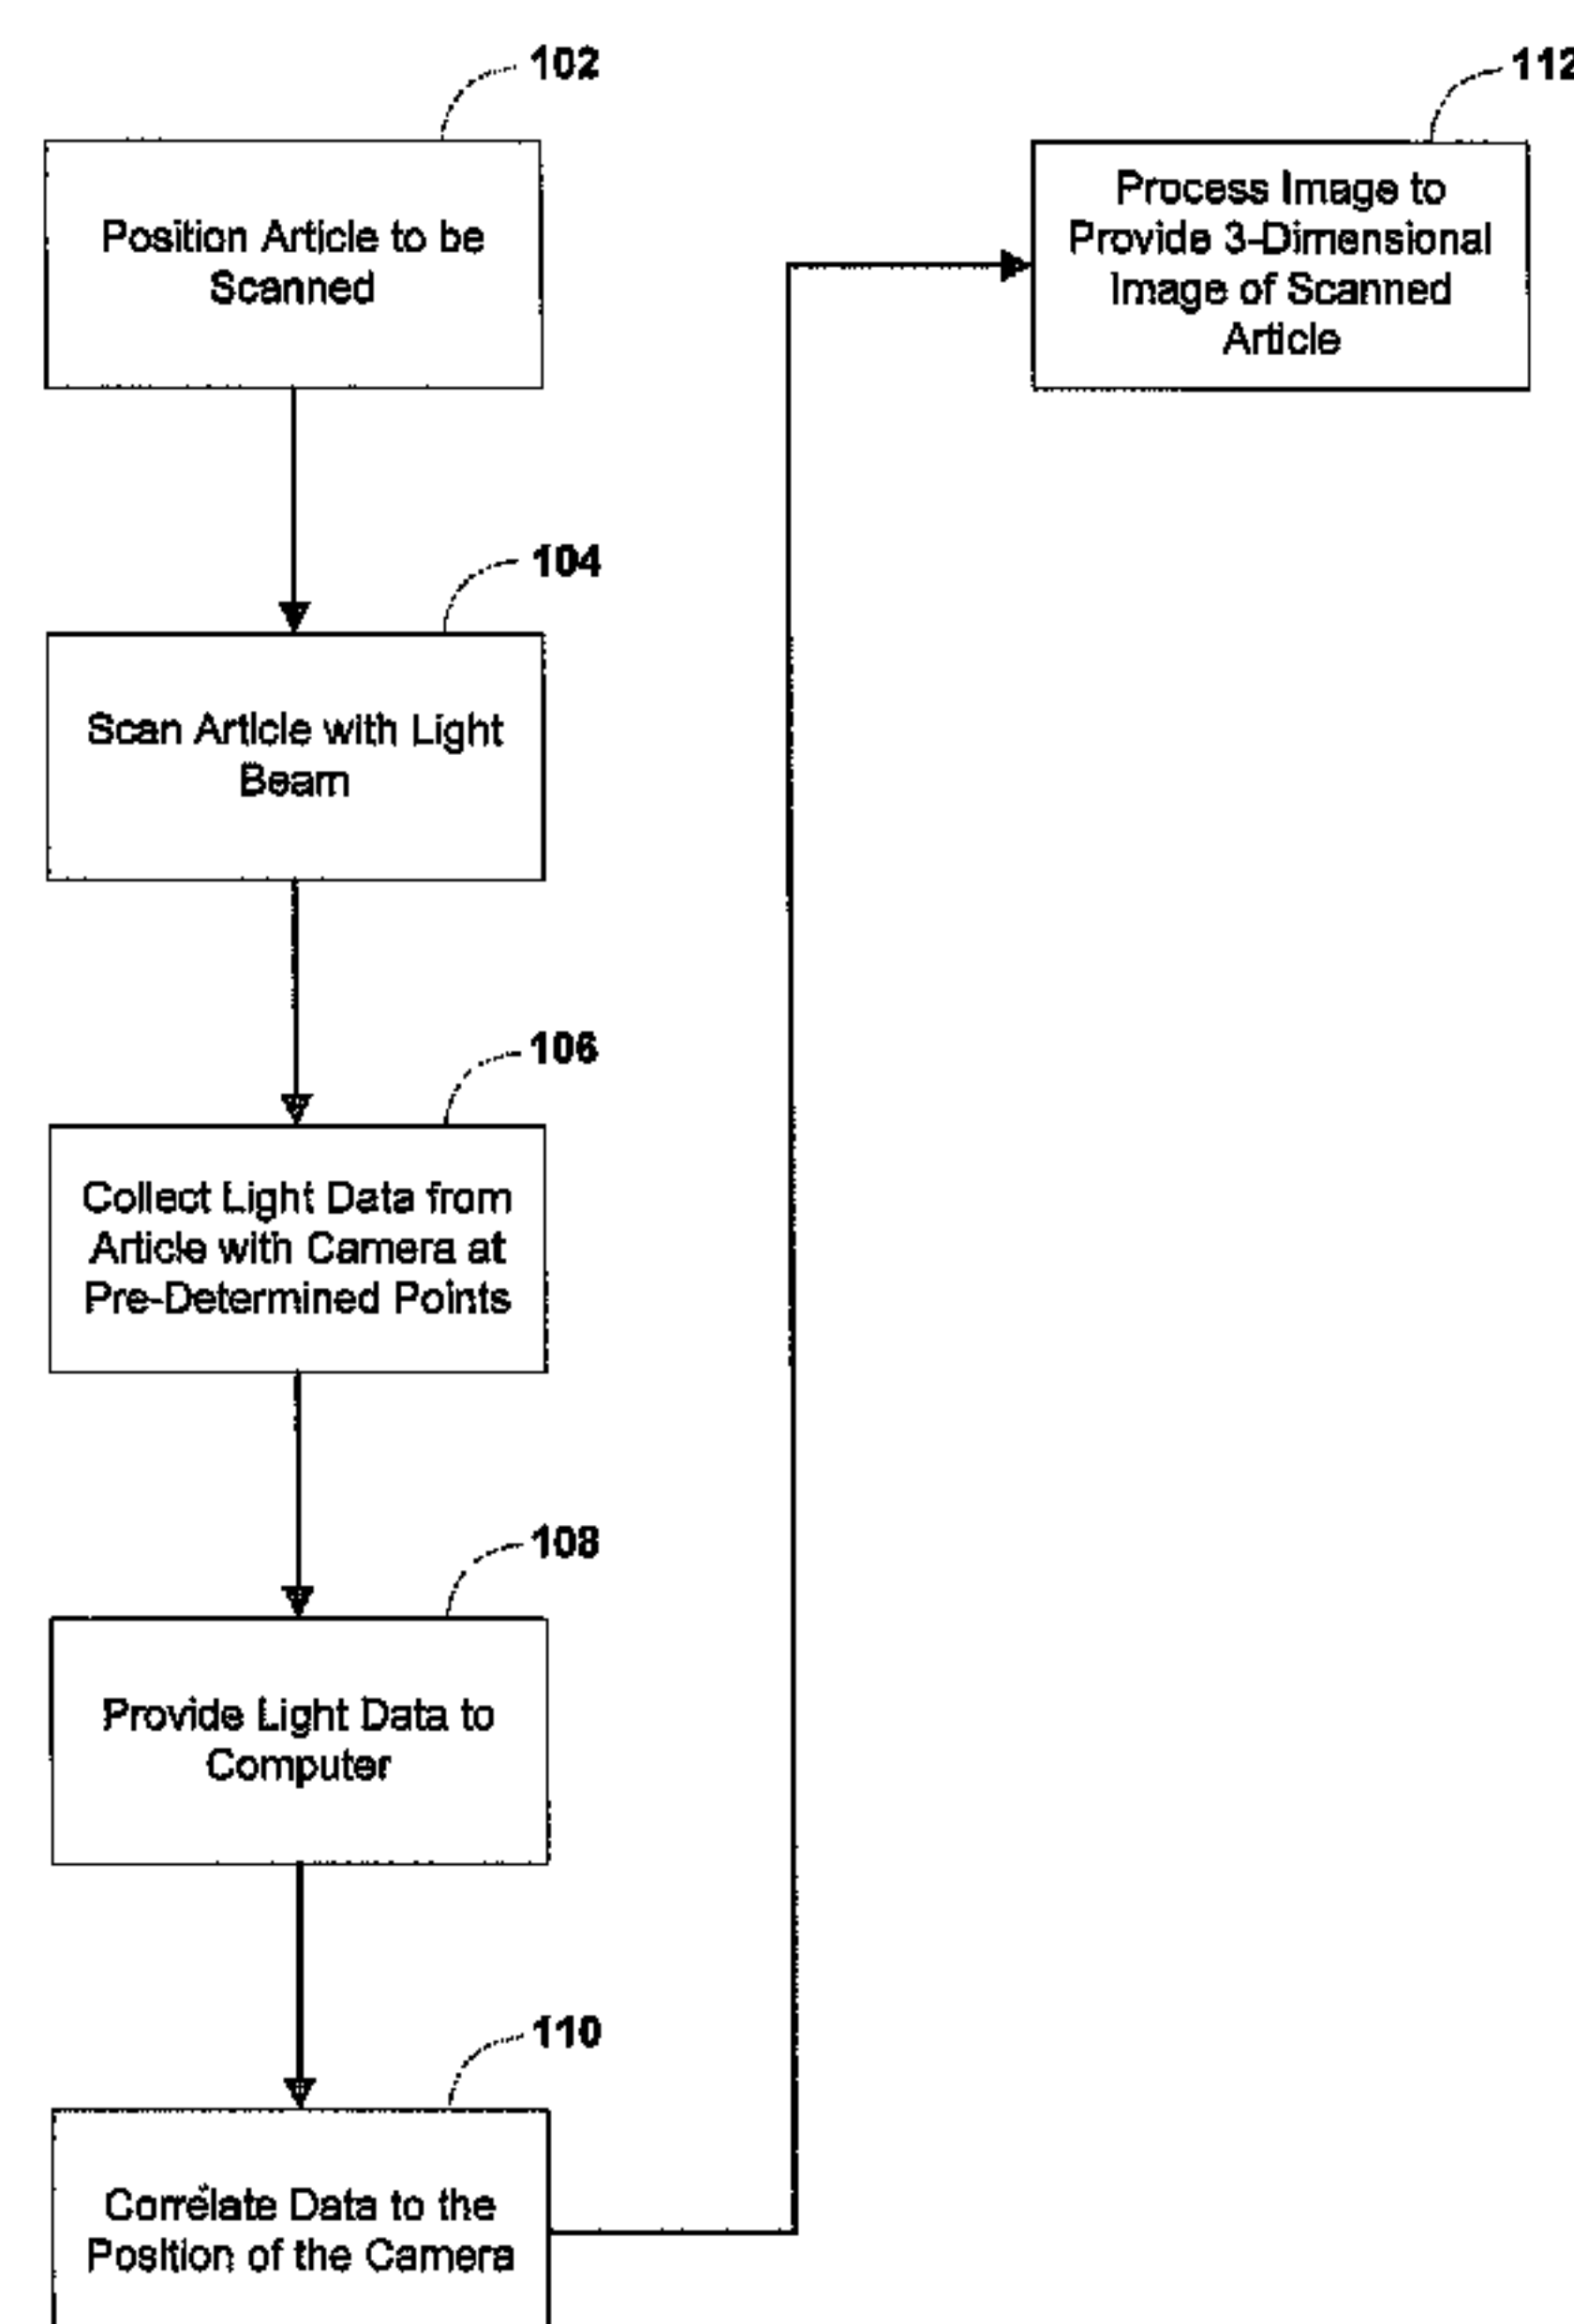 102
Position Article to be
Scanned
104
Scan Article with Light
Beam
106
Collect Light Data from
Article with Camera at
Pre-Determined Points
108
Provide Light Data to
Computer
110
Correlate Data to the
Position of the Camera
112
Process Image to
Provide 3-Dimensional
Image of Scanned
Article